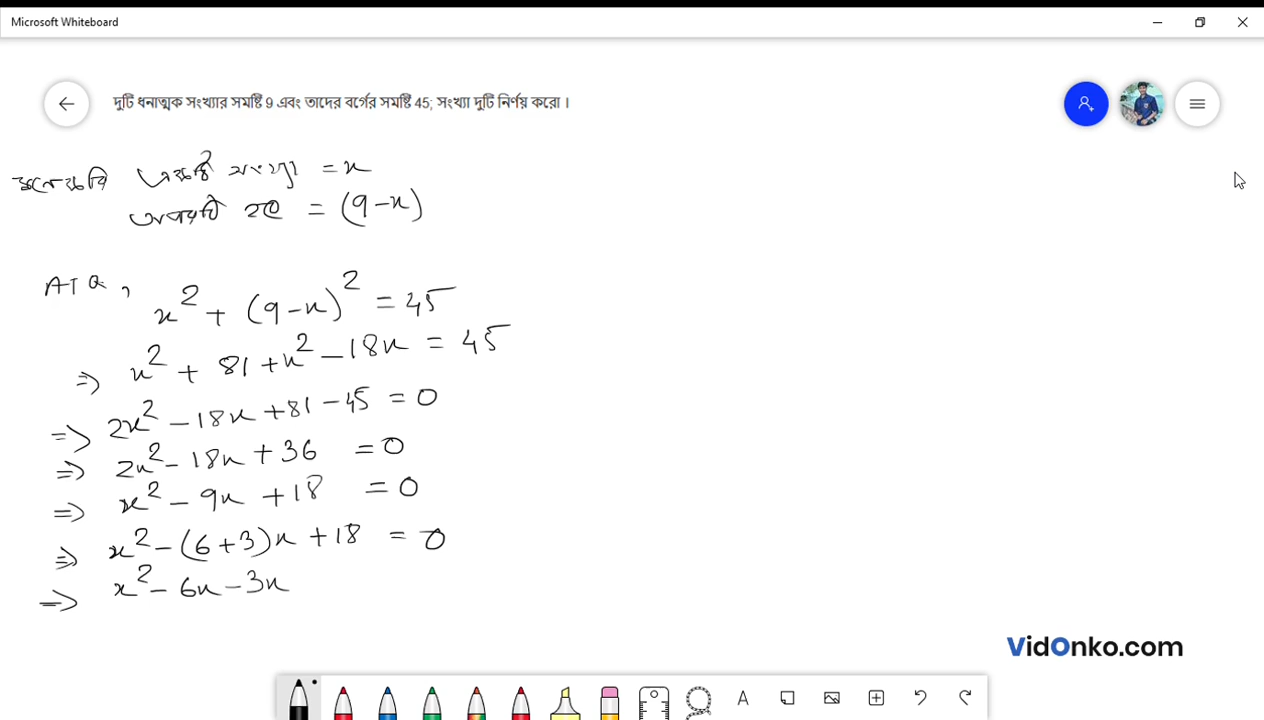 Microsoft Whiteboard
দুটি ধনাত্মক সংখ্যার সমষ্টি 9 এবং তাদের বর্গের সমষ্টি 45; সংখ্যা দুটি নির্ণয় করো ।
মনেকরি একটি সংখ্যা = x
অপরটি হবে = (9-x)
ATQ,
x² + (9-x)² = 45
⇒ x² + 81 + x² - 18x = 45
⇒ 2x² - 18x + 81 - 45 = 0
⇒ 2x² - 18x + 36 = 0
⇒ x² - 9x + 18 = 0
⇒ x² - (6+3)x + 18 = 0
⇒ x² - 6x - 3x
VidOnko.com
A